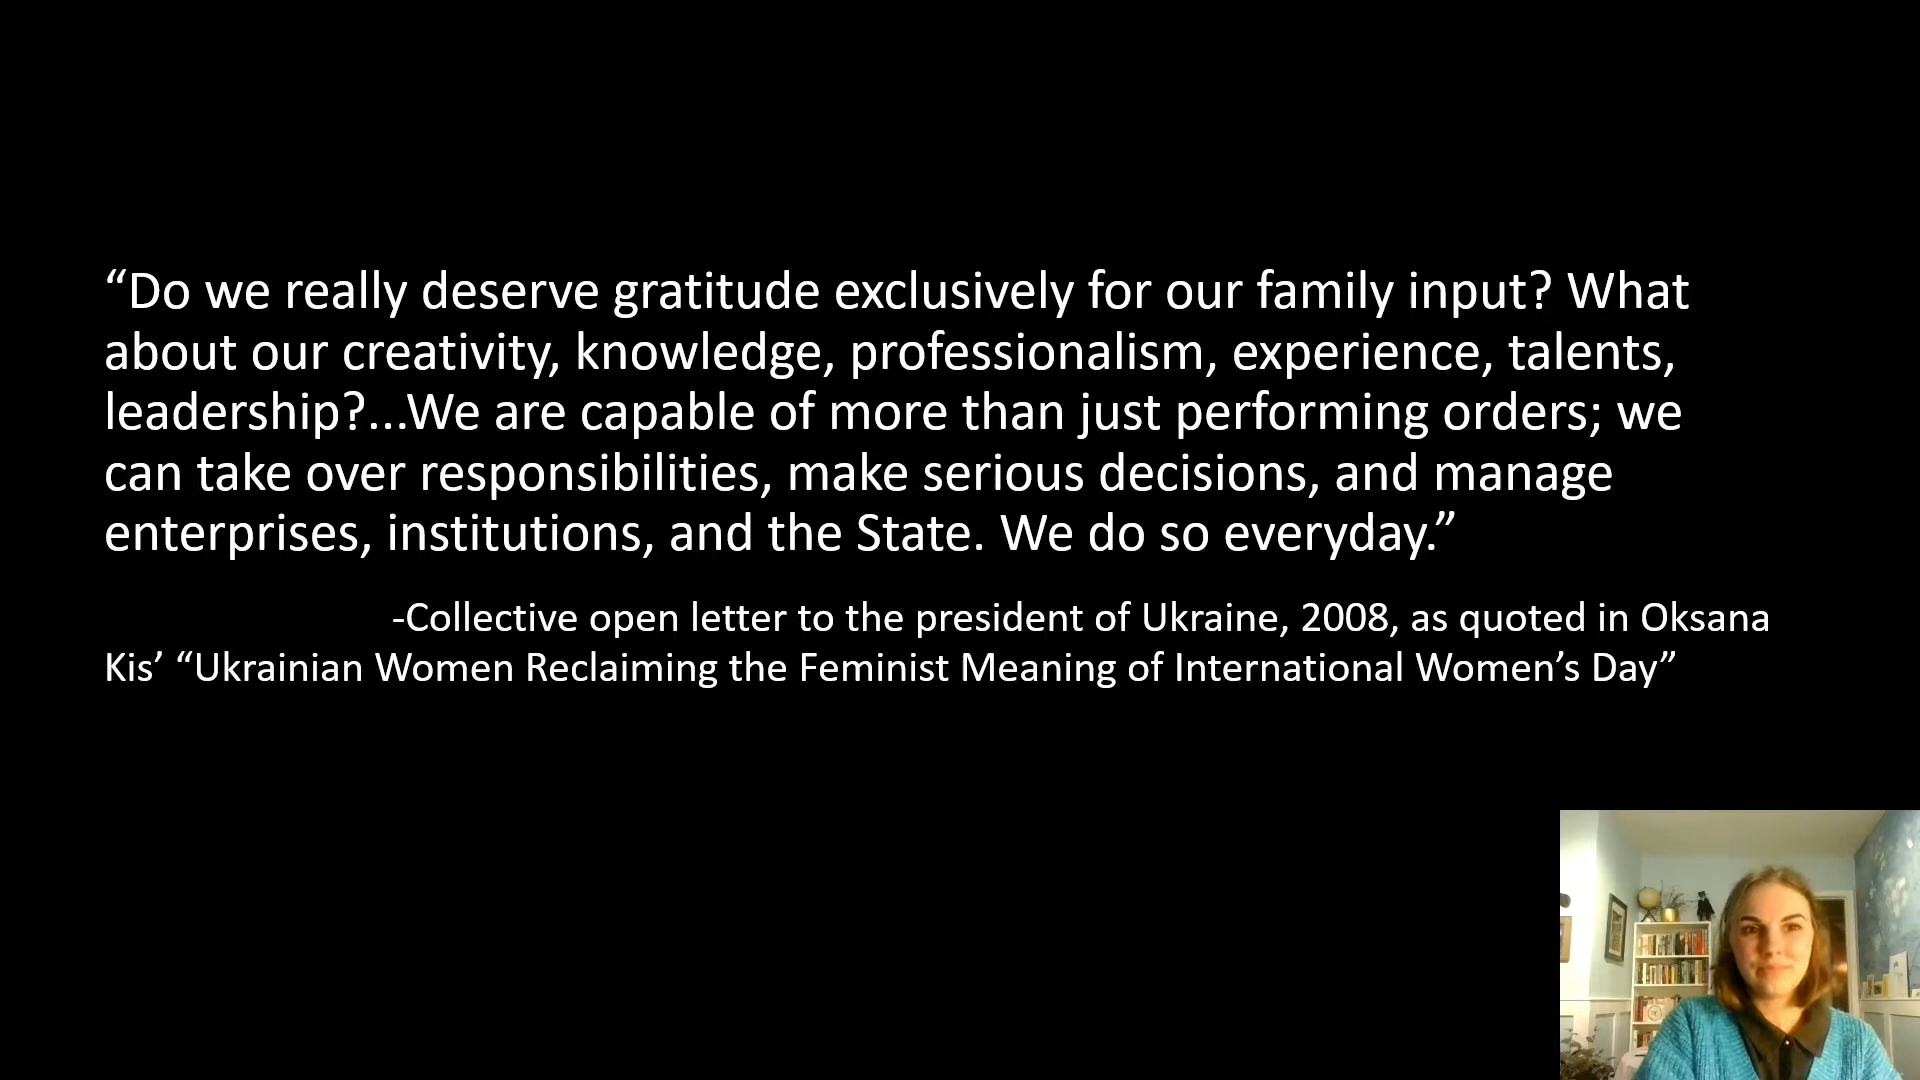 “Do we really deserve gratitude exclusively for our family input? What
about our creativity, knowledge, professionalism, experience, talents,
leadership?...We are capable of more than just performing orders; we
can take over responsibilities, make serious decisions, and manage
enterprises, institutions, and the State. We do so everyday.”
-Collective open letter to the president of Ukraine, 2008, as quoted in Oksana
Kis’ “Ukrainian Women Reclaiming the Feminist Meaning of International Women’s Day”